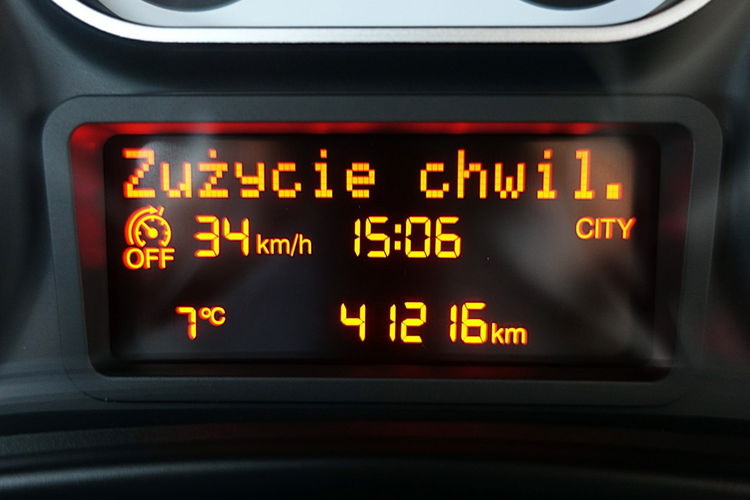 Zużycie chwil.
OFF 34 km/h 15:06 CITY
7°C 41216 km